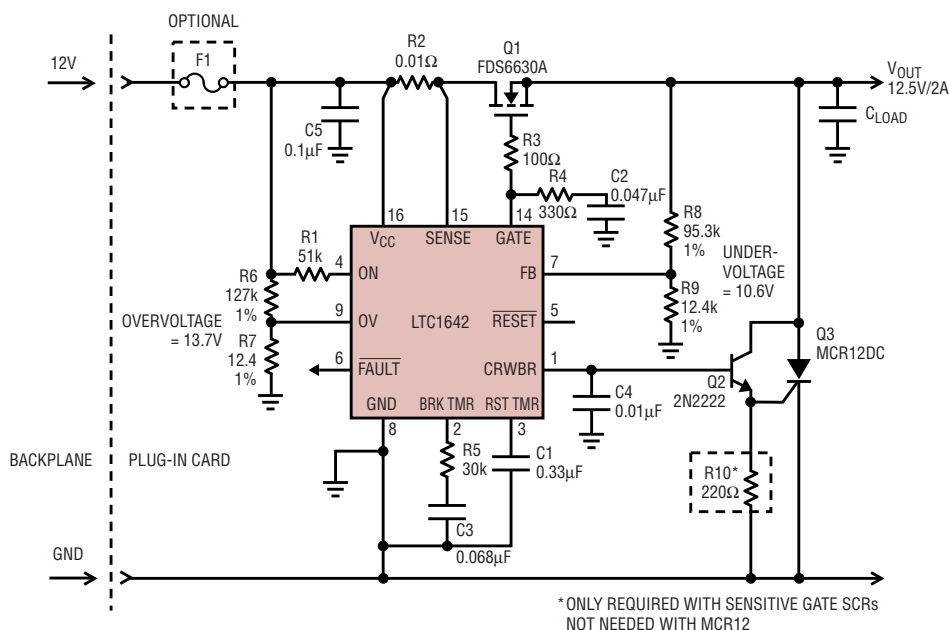 OPTIONAL
F1
12V
R2
0.01Ω
Q1
FDS6630A
VOUT
12.5V/2A
CLOAD
C5
0.1µF
R3
100Ω
R4
330Ω
C2
0.047µF
16
15
14
VCC
SENSE
GATE
R1
51k
4
ON
FB
7
R8
95.3k
1%
UNDER-
VOLTAGE
= 10.6V
R6
127k
1%
9
OV
LTC1642
RESET
5
R9
12.4k
1%
OVERVOLTAGE
= 13.7V
R7
12.4
1%
6
FAULT
CRWBR
1
Q3
MCR12DC
Q2
2N2222
C4
0.01µF
GND
BRK TMR
RST TMR
8
2
3
R5
30k
C1
0.33µF
C3
0.068µF
R10*
220Ω
BACKPLANE
PLUG-IN CARD
GND
*ONLY REQUIRED WITH SENSITIVE GATE SCRs
NOT NEEDED WITH MCR12